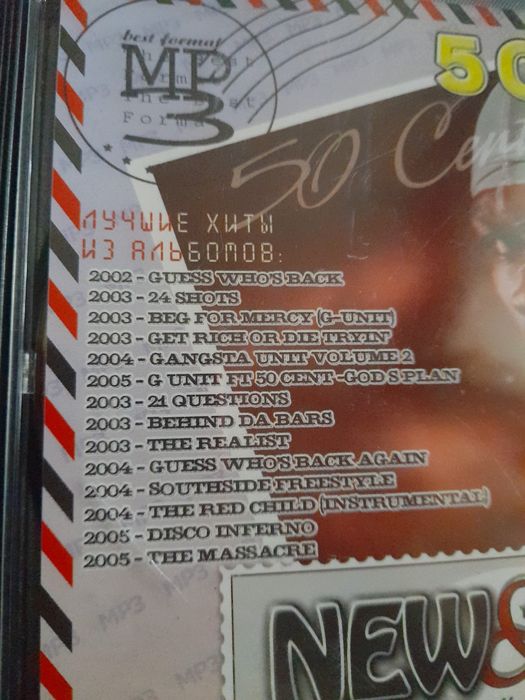 best format
MP
3
50
50 Cent
ЛУЧШИЕ ХИТЫ
ИЗ АЛЬБОМОВ:
2002 - GUESS WHO'S BACK
2003 - 24 SHOTS
2003 - BEG FOR MERCY (G-UNIT)
2003 - GET RICH OR DIE TRYIN'
2004 - GANGSTA UNIT VOLUME 2
2005 - G UNIT FT 50 CENT - GOD S PLAN
2003 - 21 QUESTIONS
2003 - BEHIND DA BARS
2003 - THE REALIST
2004 - GUESS WHO'S BACK AGAIN
2004 - SOUTHSIDE FREESTYLE
2004 - THE RED CHILD (INSTRUMENTAL)
2005 - DISCO INFERNO
2005 - THE MASSACRE
NEW&